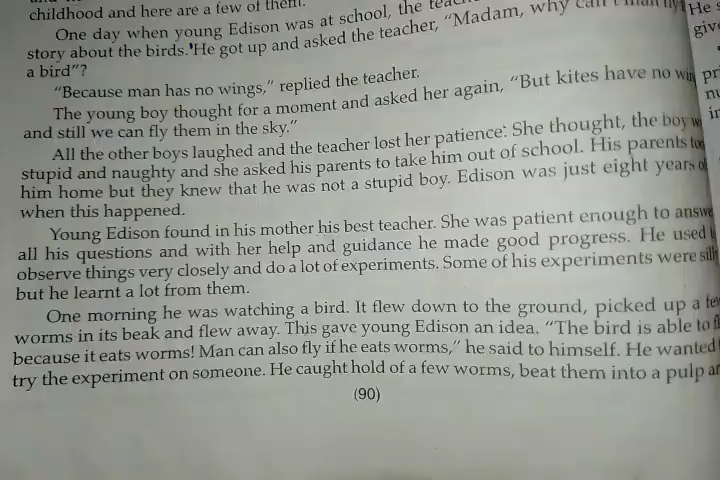 childhood and here are a few of them.
One day when young Edison was at school, the
story about the birds. He got up and asked the teacher, "Madam, why can't man fly
a bird"?
"Because man has no wings," replied the teacher.
The young boy thought for a moment and asked her again, "But kites have no
and still we can fly them in the sky."
All the other boys laughed and the teacher lost her patience. She thought, the boy
stupid and naughty and she asked his parents to take him out of school. His parents
him home but they knew that he was not a stupid boy. Edison was just eight years
when this happened.
Young Edison found in his mother his best teacher. She was patient enough to
all his questions and with her help and guidance he made good progress. He used
observe things very closely and do a lot of experiments. Some of his experiments were
but he learnt a lot from them.
One morning he was watching a bird. It flew down to the ground, picked up a
worms in its beak and flew away. This gave young Edison an idea. "The bird is able to
because it eats worms! Man can also fly if he eats worms," he said to himself. He wanted
try the experiment on someone. He caught hold of a few worms, beat them into a pulp
(90)
He